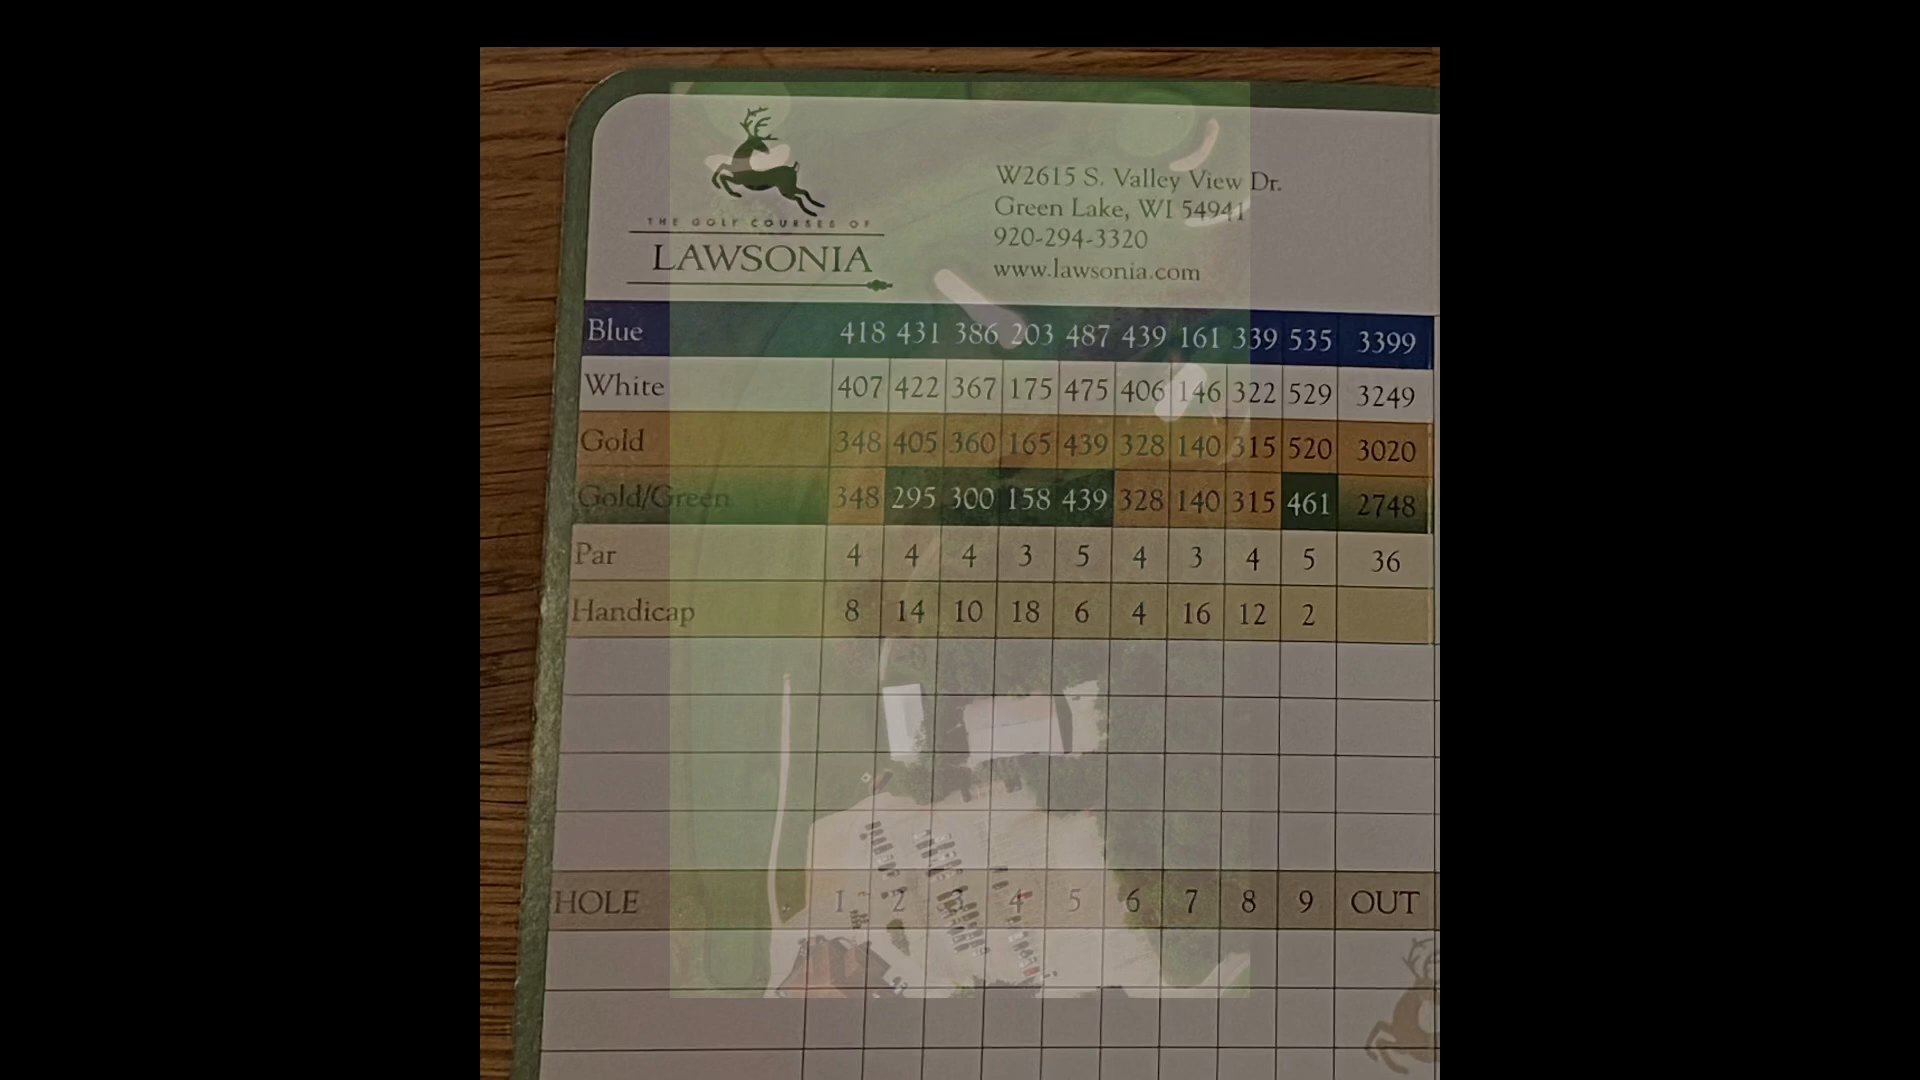 THE GOLF COURSES OF
LAWSONIA
W2615 S. Valley View Dr.
Green Lake, WI 54941
920-294-3320
www.lawsonia.com
Blue 418 431 386 203 487 439 161 339 535 3399
White 407 422 367 175 475 406 146 322 529 3249
Gold 348 405 360 165 439 328 140 315 520 3020
Gold/Green 348 295 300 158 439 328 140 315 461 2748
Par 4 4 4 3 5 4 3 4 5 36
Handicap 8 14 10 18 6 4 16 12 2
HOLE 1 2 4 5 6 7 8 9 OUT